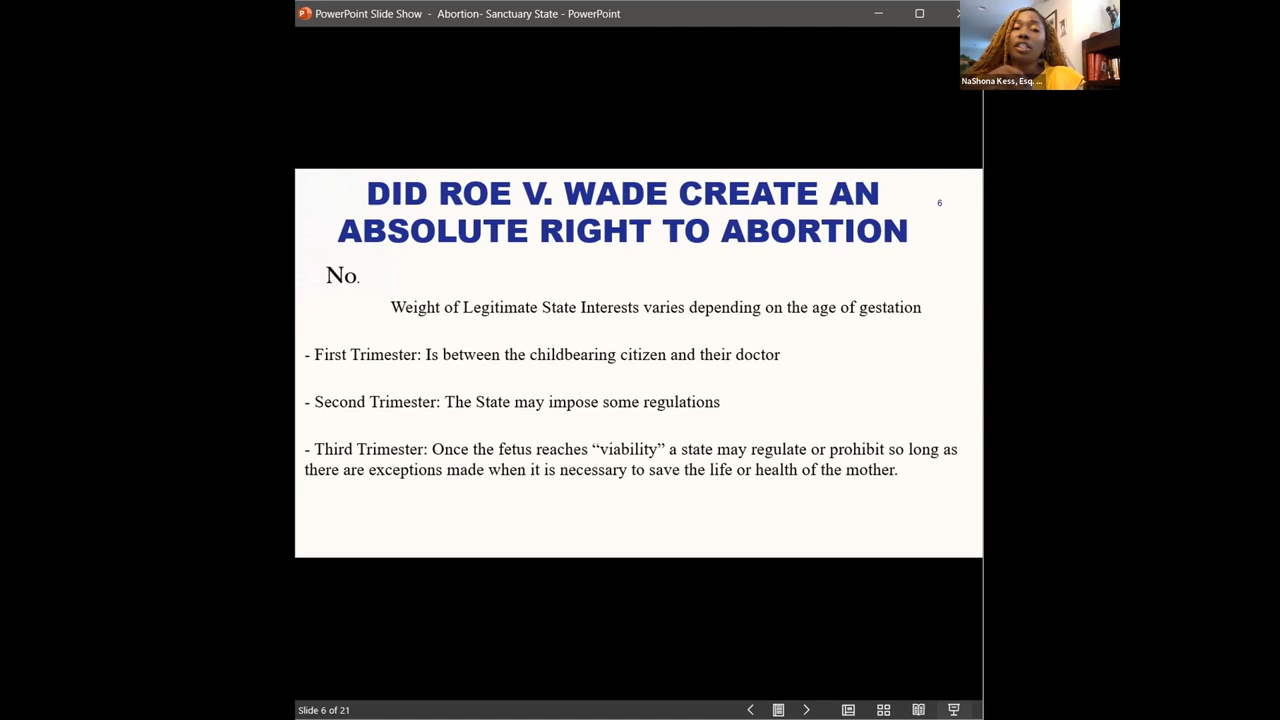 PowerPoint Slide Show - Abortion- Sanctuary State - PowerPoint
NaShona Kess, Esq. ...
DID ROE V. WADE CREATE AN
ABSOLUTE RIGHT TO ABORTION
6
No.
Weight of Legitimate State Interests varies depending on the age of gestation
- First Trimester: Is between the childbearing citizen and their doctor
- Second Trimester: The State may impose some regulations
- Third Trimester: Once the fetus reaches “viability” a state may regulate or prohibit so long as
there are exceptions made when it is necessary to save the life or health of the mother.
Slide 6 of 21